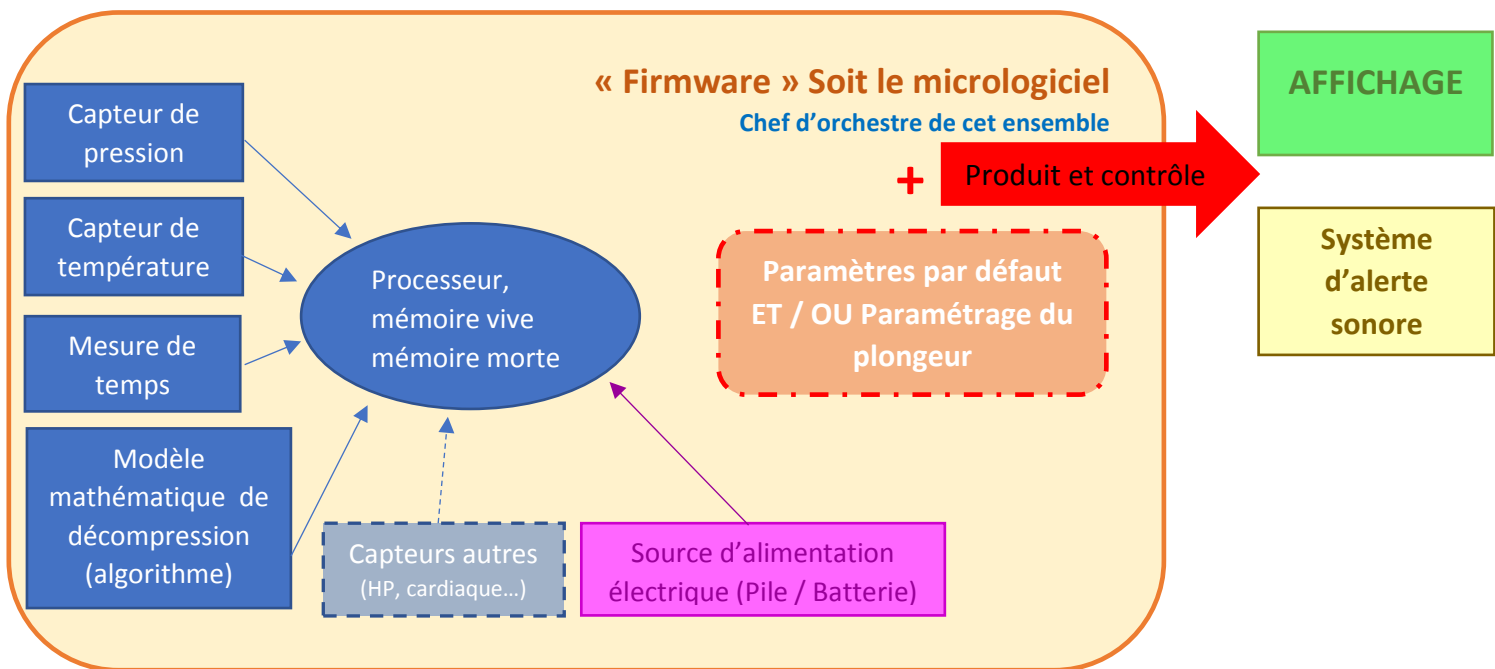 « Firmware » Soit le micrologiciel
Chef d’orchestre de cet ensemble
Capteur de
pression
Capteur de
température
Mesure de
temps
Modèle
mathématique de
décompression
(algorithme)
Processeur,
mémoire vive
mémoire morte
Capteurs autres
(HP, cardiaque…)
Source d’alimentation
électrique (Pile / Batterie)
+
Produit et contrôle
Paramètres par défaut
ET / OU Paramétrage du
plongeur
AFFICHAGE
Système
d’alerte
sonore